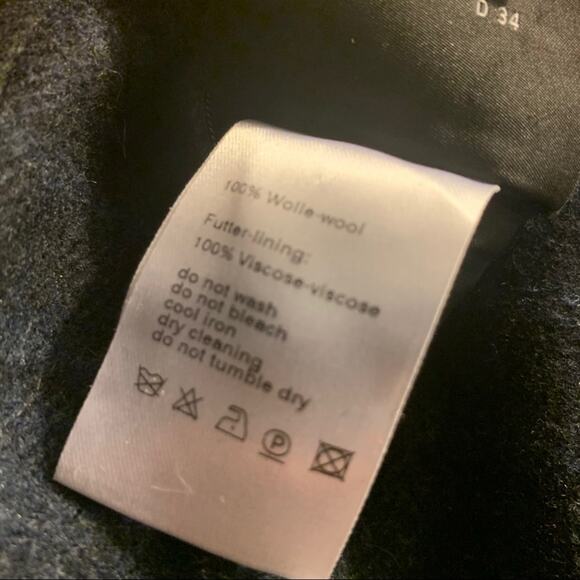 D 34
100% Wolle-wool
Futter-lining:
100% Viscose-viscose
do not wash
do not bleach
cool iron
dry cleaning
do not tumble dry
P